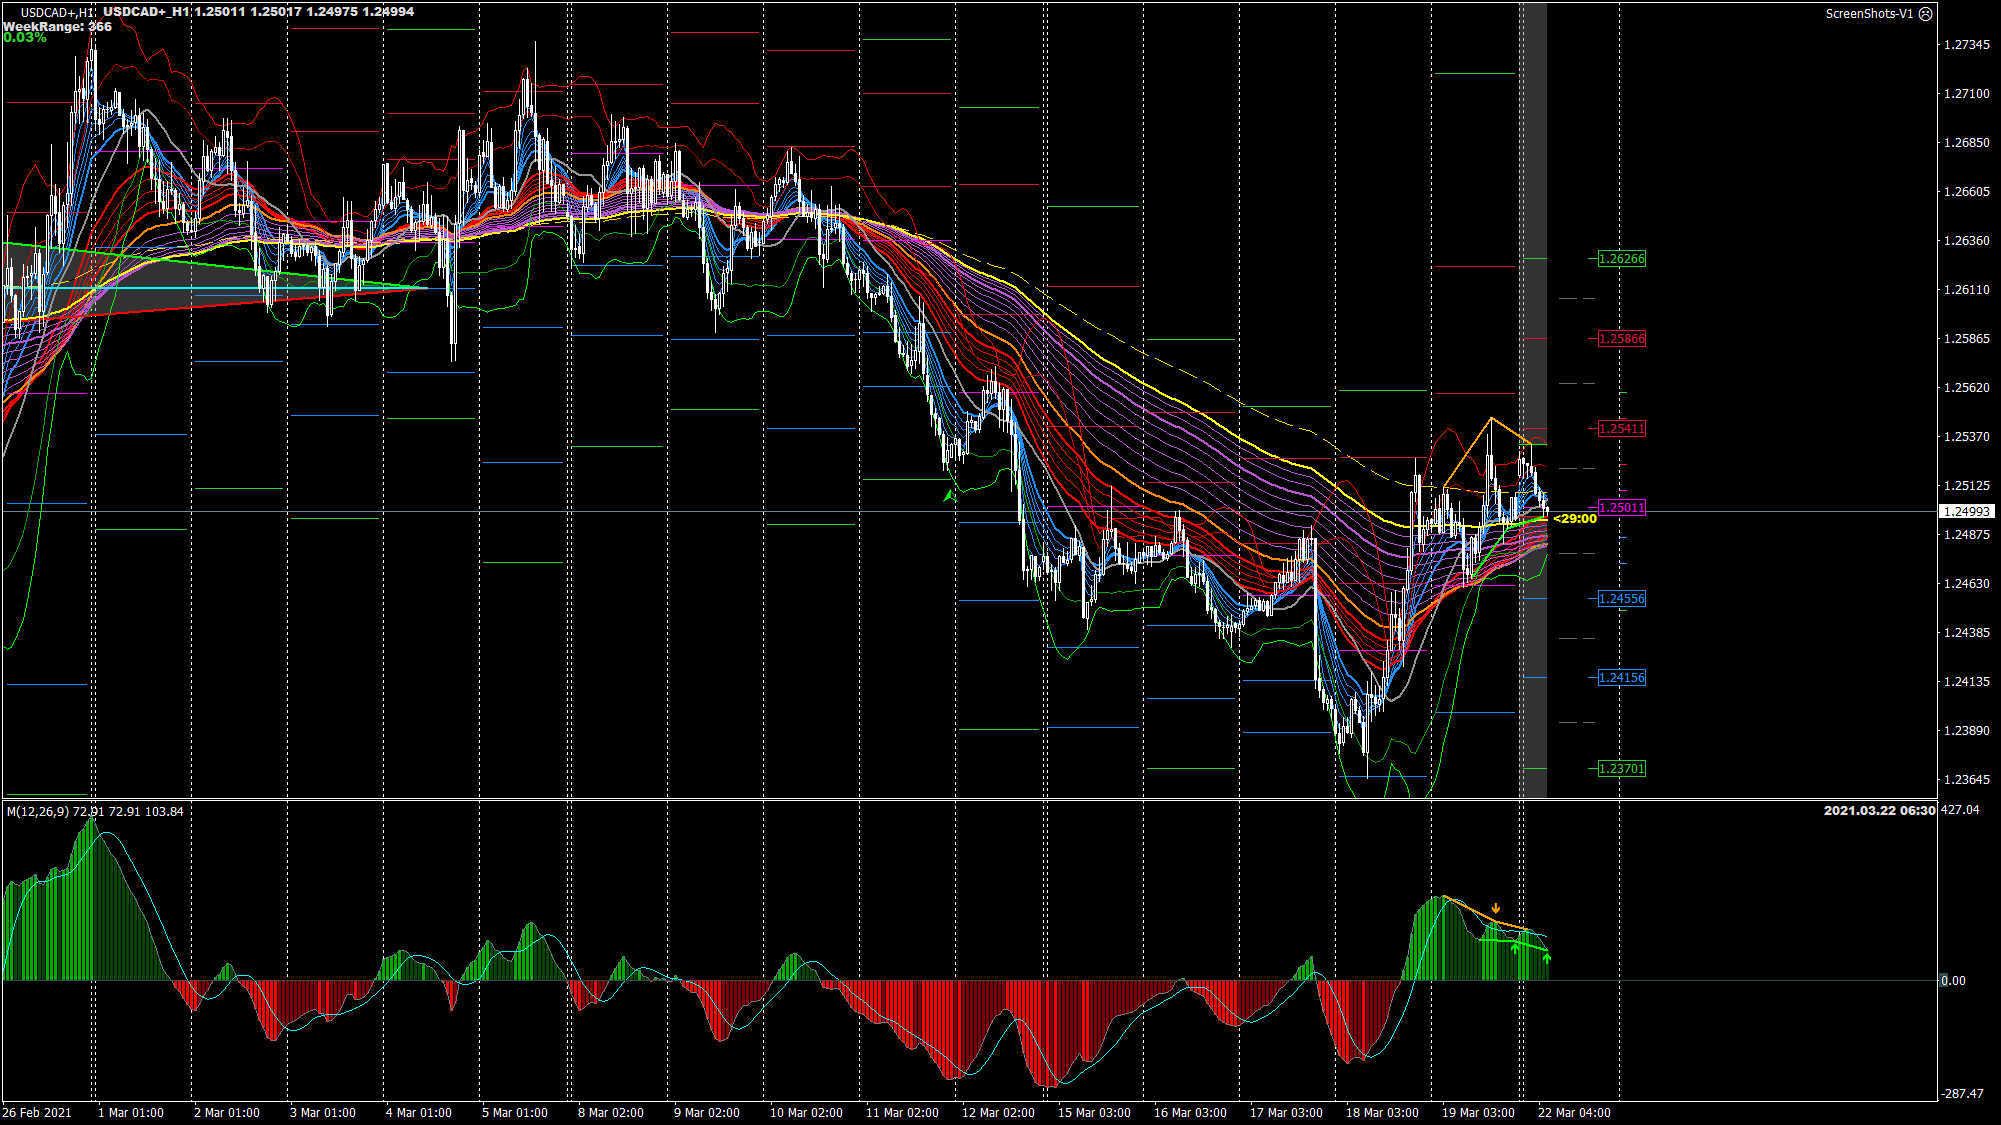 USDCAD+,H1 USDCAD+_H1 1.25011 1.25017 1.24975 1.24994
WeekRange: 366
0.03%
ScreenShots-V1
1.27345
1.27100
1.26850
1.26605
1.26360
1.26110
1.25865
1.25620
1.25370
1.25125
1.24993
1.24875
1.24630
1.24385
1.24135
1.23890
1.23645
1.26266
1.25866
1.25411
1.25011
<29:00
1.24556
1.24156
1.23701
M(12,26,9) 72.91 72.91 103.84
2021.03.22 06:30
427.04
0.00
-287.47
26 Feb 2021
1 Mar 01:00
2 Mar 01:00
3 Mar 01:00
4 Mar 01:00
5 Mar 01:00
8 Mar 02:00
9 Mar 02:00
10 Mar 02:00
11 Mar 02:00
12 Mar 02:00
15 Mar 03:00
16 Mar 03:00
17 Mar 03:00
18 Mar 03:00
19 Mar 03:00
22 Mar 04:00